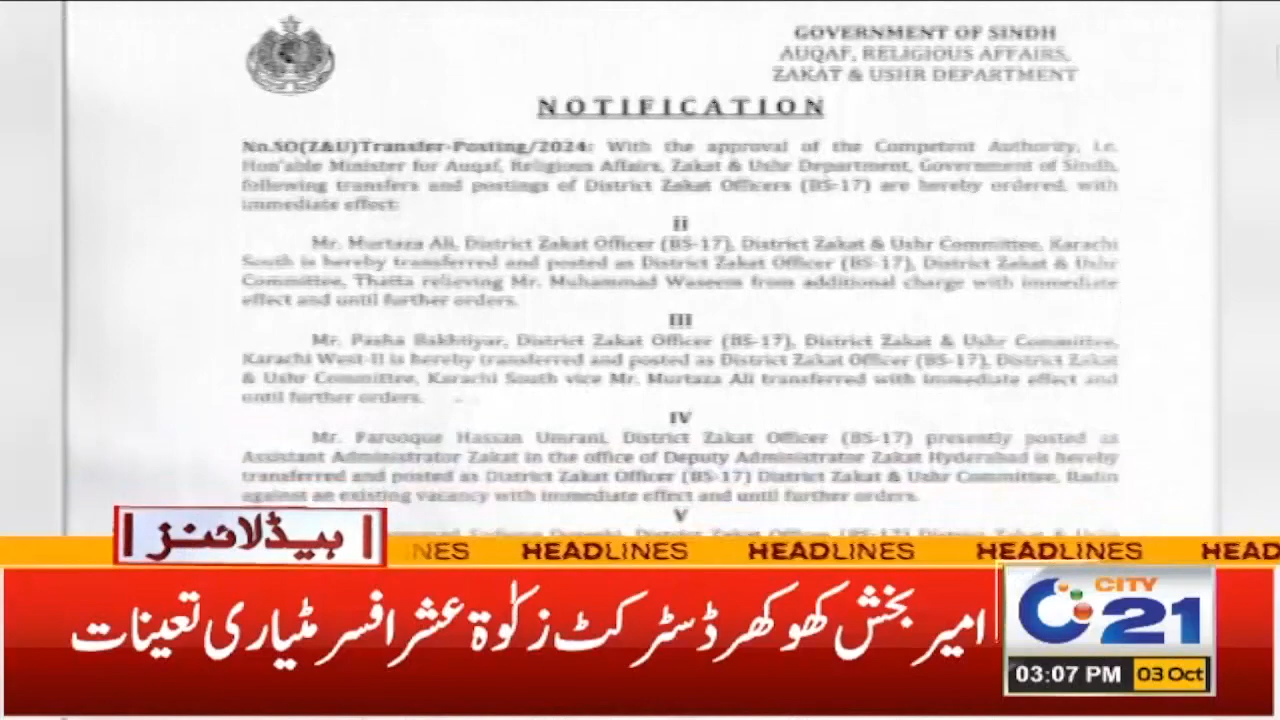 GOVERNMENT OF SINDH
AUQAF, RELIGIOUS AFFAIRS,
ZAKAT & USHR DEPARTMENT
NOTIFICATION
No.SO(Z&U)Transfer-Posting/2024: With the approval of the Competent Authority, i.e.
Hon'able Minister for Auqaf, Religious Affairs, Zakat & Ushr Department, Government of Sindh,
following transfers and postings of District Zakat Officers (BS-17) are hereby ordered, with
immediate effect:
II
Mr. Murtaza Ali, District Zakat Officer (BS-17), District Zakat & Ushr Committee, Karachi
South is hereby transferred and posted as District Zakat Officer (BS-17), District Zakat & Ushr
Committee, Thatta relieving Mr. Muhammad Waseem from additional charge with immediate
effect and until further orders.
III
Mr. Pasha Bakhtiyar, District Zakat Officer (BS-17), District Zakat & Ushr Committee,
Karachi West-II is hereby transferred and posted as District Zakat Officer (BS-17), District Zakat
& Ushr Committee, Karachi South vice Mr. Murtaza Ali transferred with immediate effect and
until further orders.
IV
Mr. Farooque Hassan Umrani, District Zakat Officer (BS-17) presently posted as
Assistant Administrator Zakat in the office of Deputy Administrator Zakat Hyderabad is hereby
transferred and posted as District Zakat Officer (BS-17) District Zakat & Ushr Committee, Badin
against an existing vacancy with immediate effect and until further orders.
V
ہیڈلائنز
NES HEADLINES HEADLINES HEADLINES HEAD
امیر بخش کھوکھر ڈسٹرکٹ زکوٰۃ عشر افسر مٹیاری تعینات
CITY
21
03:07 PM 03 Oct